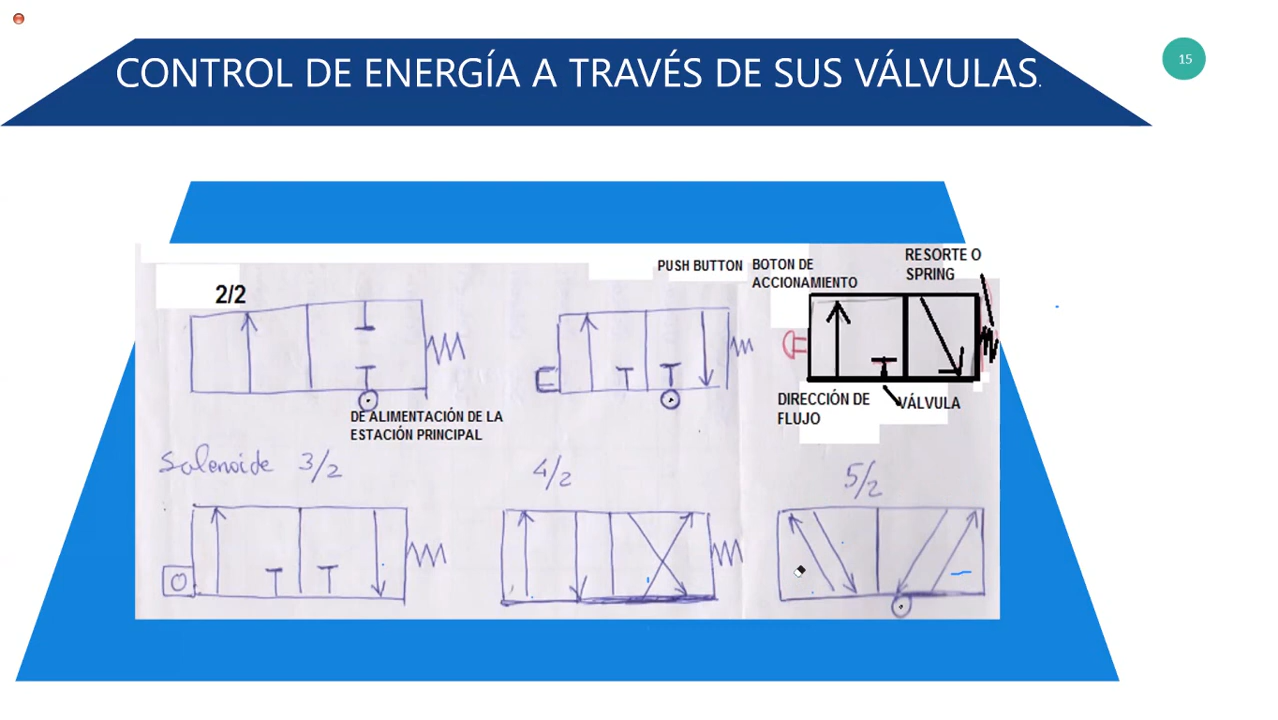 CONTROL DE ENERGÍA A TRAVÉS DE SUS VÁLVULAS.
15
2/2
PUSH BUTTON
BOTON DE
ACCIONAMIENTO
RESORTE O
SPRING
DE ALIMENTACIÓN DE LA
ESTACIÓN PRINCIPAL
DIRECCIÓN DE
FLUJO
VÁLVULA
Solenoide 3/2
4/2
5/2